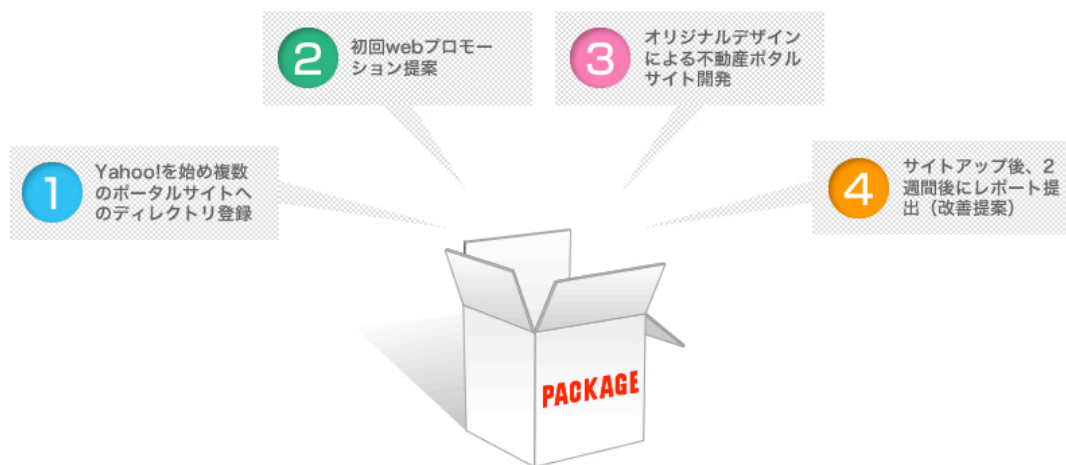 1
Yahoo!を始め複数
のポータルサイトへ
のディレクトリ登録
2
初回webプロモー
ション提案
3
オリジナルデザイン
による不動産ポタル
サイト開発
4
サイトアップ後、2
週間後にレポート提
出（改善提案）
PACKAGE